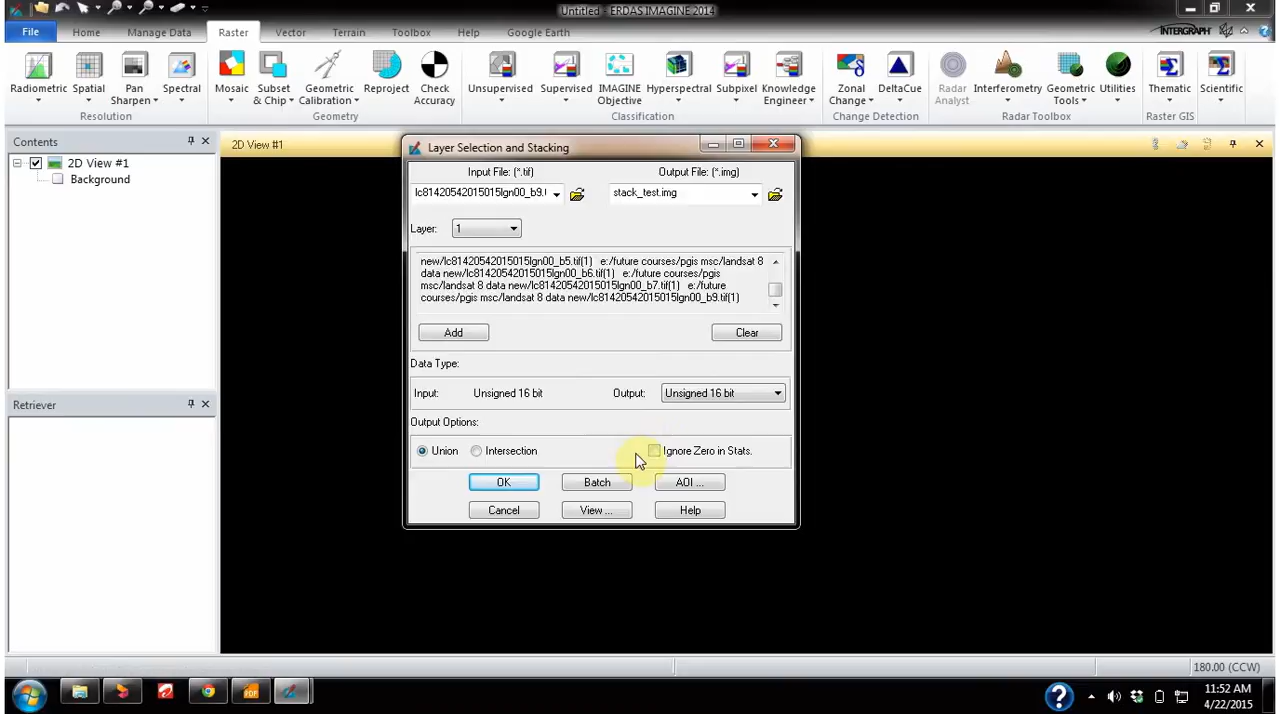 Untitled - ERDAS IMAGINE 2014
File Home Manage Data Raster Vector Terrain Toolbox Help Google Earth
INTERGRAPH
Radiometric Spatial Pan Sharpen Spectral Mosaic Subset & Chip Geometric Calibration Reproject Check Accuracy Unsupervised Supervised IMAGINE Objective Hyperspectral Subpixel Knowledge Engineer Zonal Change DeltaCue Radar Analyst Interferometry Geometric Tools Utilities Thematic Scientific
Resolution Geometry Classification Change Detection Radar Toolbox Raster GIS
Contents
2D View #1
2D View #1
Background
Retriever
Layer Selection and Stacking
Input File: (*.tif) Output File: (*.img)
lc81420542015015lgn00_b9.t stack_test.img
Layer: 1
new/lc81420542015015lgn00_b5.tif(1) e:/future courses/pgis msc/landsat 8
data new/lc81420542015015lgn00_b6.tif(1) e:/future courses/pgis
msc/landsat 8 data new/lc81420542015015lgn00_b7.tif(1) e:/future
courses/pgis msc/landsat 8 data new/lc81420542015015lgn00_b9.tif(1)
Add Clear
Data Type:
Input: Unsigned 16 bit Output: Unsigned 16 bit
Output Options:
Union Intersection Ignore Zero in Stats.
OK Batch AOI ...
Cancel View ... Help
180.00 (CCW)
PDF
11:52 AM
4/22/2015